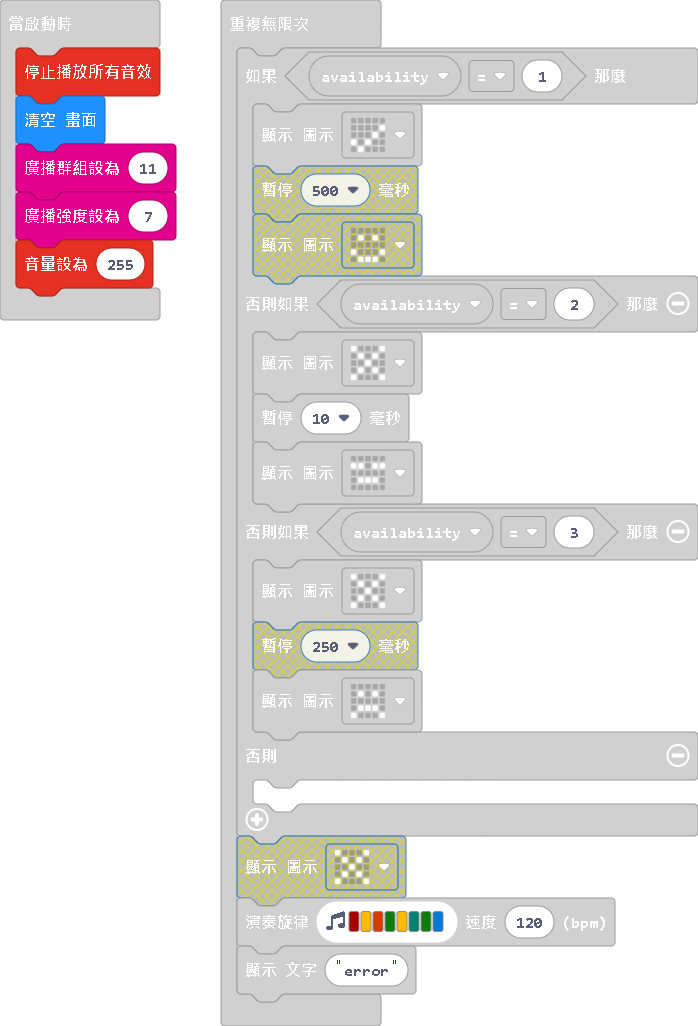 當啟動時
停止播放所有音效
清空 畫面
廣播群組設為 11
廣播強度設為 7
音量設為 255
重複無限次
如果 availability = 1 那麼
顯示 圖示
暫停 500 毫秒
顯示 圖示
否則如果 availability = 2 那麼
顯示 圖示
暫停 10 毫秒
顯示 圖示
否則如果 availability = 3 那麼
顯示 圖示
暫停 250 毫秒
顯示 圖示
否則
顯示 圖示
演奏旋律 速度 120 (bpm)
顯示 文字 "error"